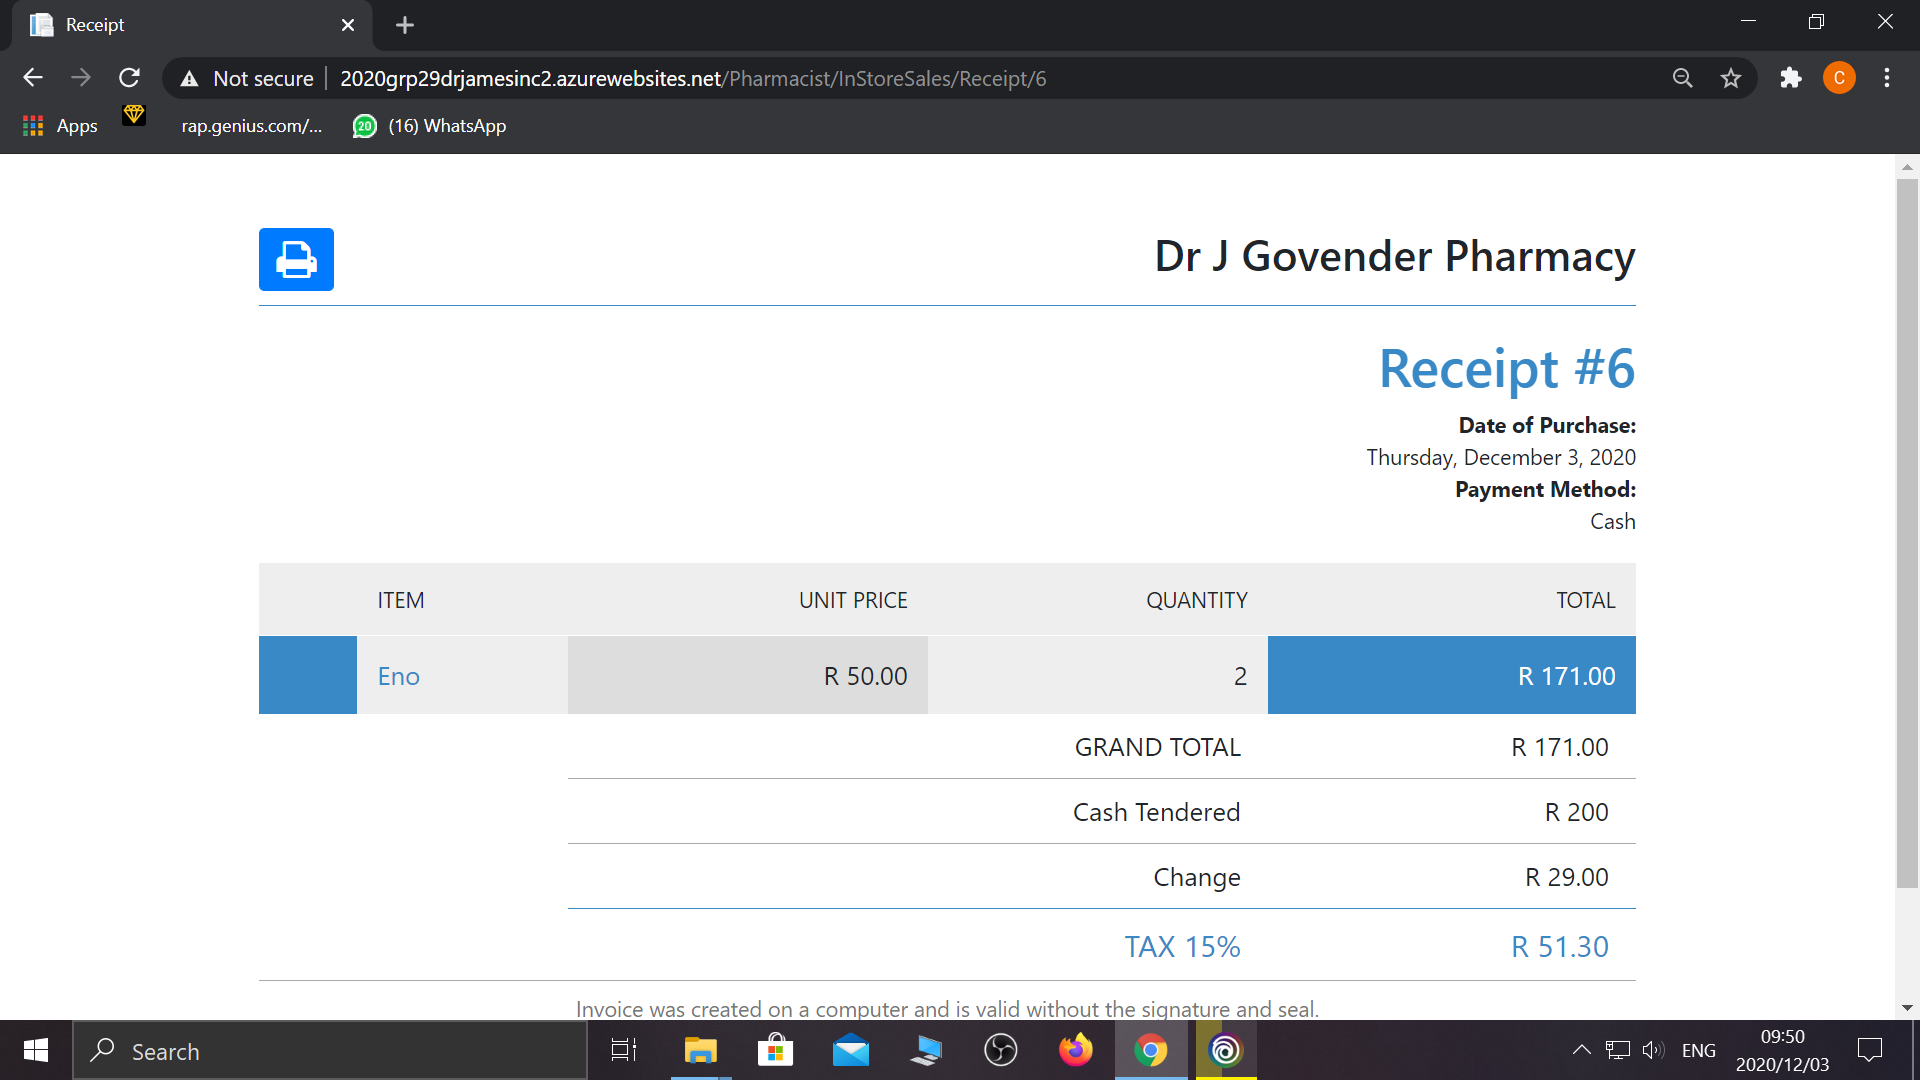 Receipt
Not secure 2020grp29drjamesinc2.azurewebsites.net/Pharmacist/InStoreSales/Receipt/6
C
Apps rap.genius.com/... 20 (16) WhatsApp
Dr J Govender Pharmacy
Receipt #6
Date of Purchase:
Thursday, December 3, 2020
Payment Method:
Cash
ITEM UNIT PRICE QUANTITY TOTAL
Eno R 50.00 2 R 171.00
GRAND TOTAL R 171.00
Cash Tendered R 200
Change R 29.00
TAX 15% R 51.30
Invoice was created on a computer and is valid without the signature and seal.
Search ENG 09:50
2020/12/03